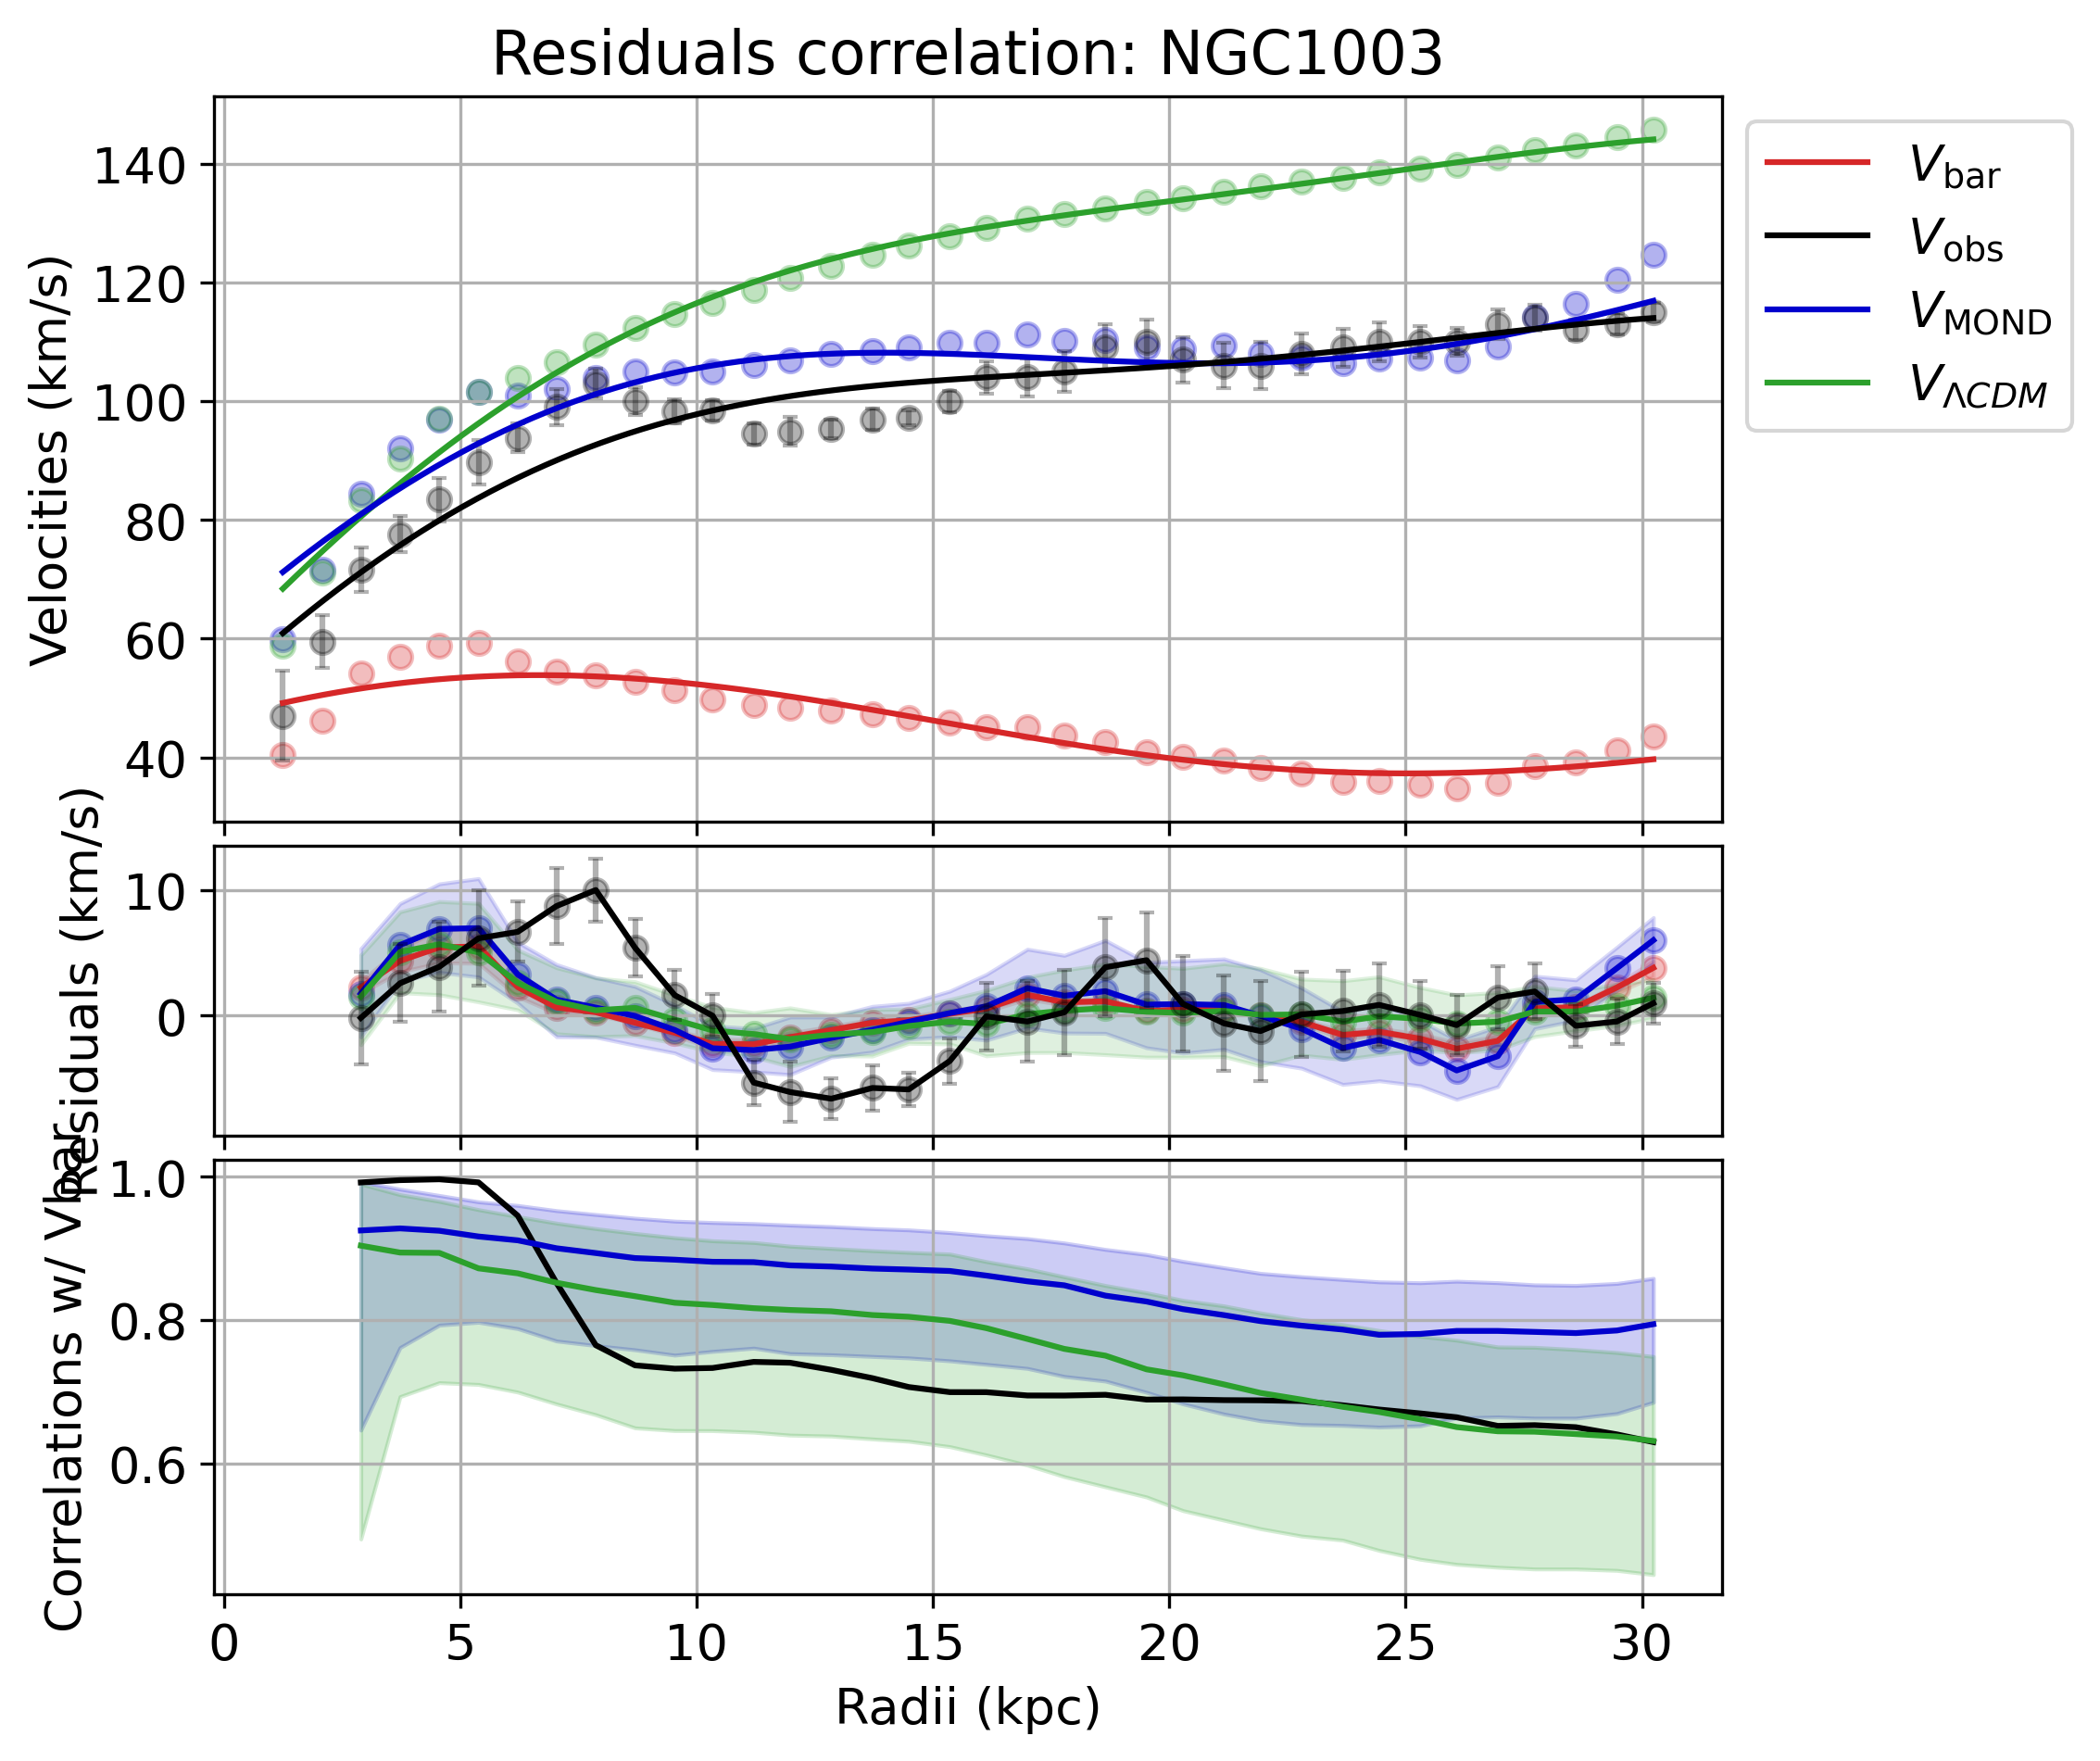 Residuals correlation: NGC1003
Velocities (km/s)
140
120
100
80
60
40
V_bar
V_obs
V_MOND
V_ΛCDM
Residuals (km/s)
10
0
Correlations w/ Vbar
1.0
0.8
0.6
0 5 10 15 20 25 30
Radii (kpc)